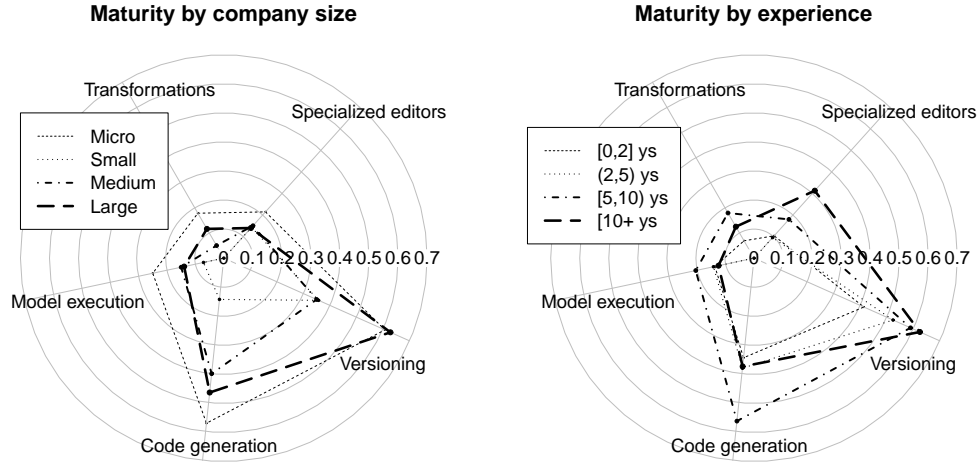 Maturity by company size
Transformations
Specialized editors
Micro
Small
Medium
Large
0 0.1 0.2 0.3 0.4 0.5 0.6 0.7
Model execution
Versioning
Code generation
Maturity by experience
Transformations
Specialized editors
[0,2] ys
(2,5) ys
[5,10) ys
[10+ ys
0 0.1 0.2 0.3 0.4 0.5 0.6 0.7
Model execution
Versioning
Code generation